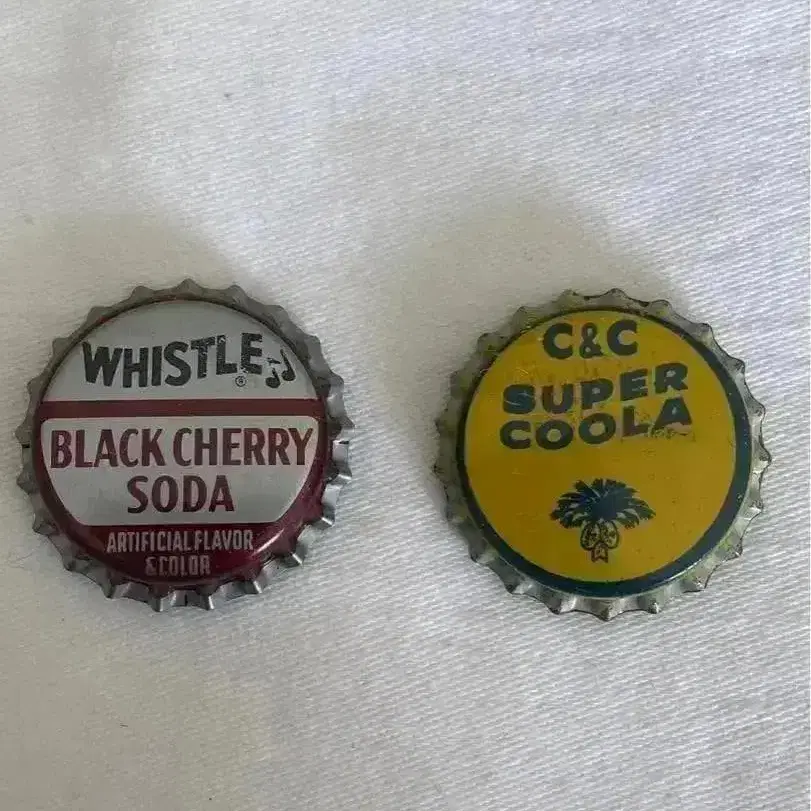 WHISTLE ®
BLACK CHERRY
SODA
ARTIFICIAL FLAVOR
& COLOR
C&C
SUPER
COOLA